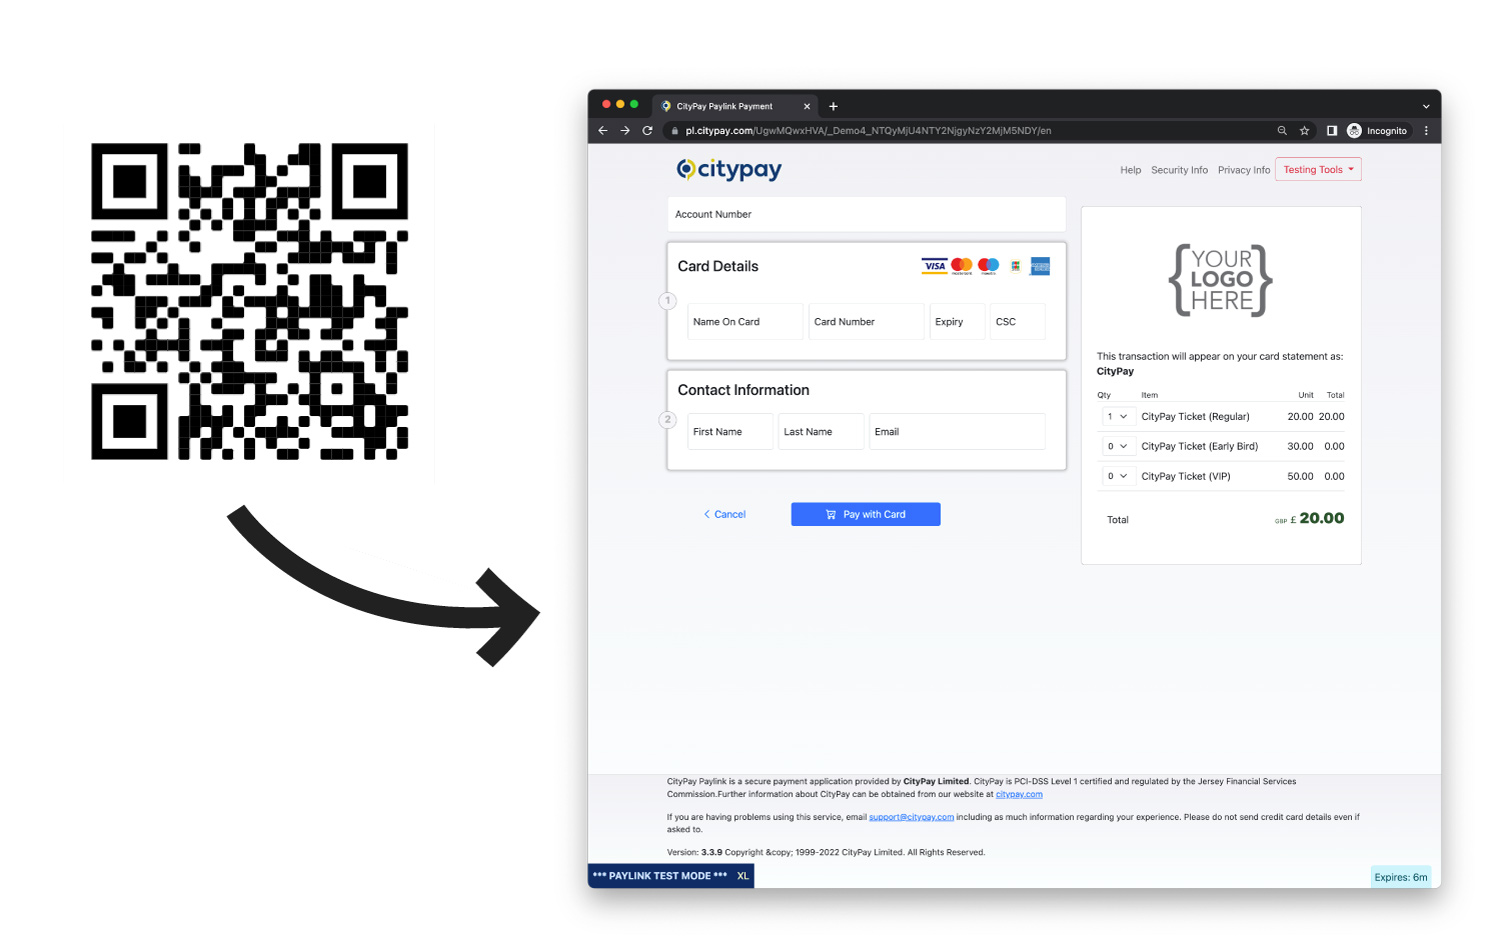 CityPay Paylink Payment
pl.citypay.com/UgwMQwxHVA/_Demo4_NTQyMjU4NTY2NjgyNzY2MjM5NDY/en
Incognito
citypay
Help Security Info Privacy Info Testing Tools
Account Number
Card Details
VISA
1
Name On Card Card Number Expiry CSC
Contact Information
2
First Name Last Name Email
Cancel
Pay with Card
{YOUR
LOGO
HERE}
This transaction will appear on your card statement as:
CityPay
Qty Item Unit Total
1 CityPay Ticket (Regular) 20.00 20.00
0 CityPay Ticket (Early Bird) 30.00 0.00
0 CityPay Ticket (VIP) 50.00 0.00
Total GBP £ 20.00
CityPay Paylink is a secure payment application provided by CityPay Limited. CityPay is PCI-DSS Level 1 certified and regulated by the Jersey Financial Services
Commission.Further information about CityPay can be obtained from our website at citypay.com
If you are having problems using this service, email support@citypay.com including as much information regarding your experience. Please do not send credit card details even if
asked to.
Version: 3.3.9 Copyright &copy; 1999-2022 CityPay Limited. All Rights Reserved.
*** PAYLINK TEST MODE *** XL
Expires: 6m